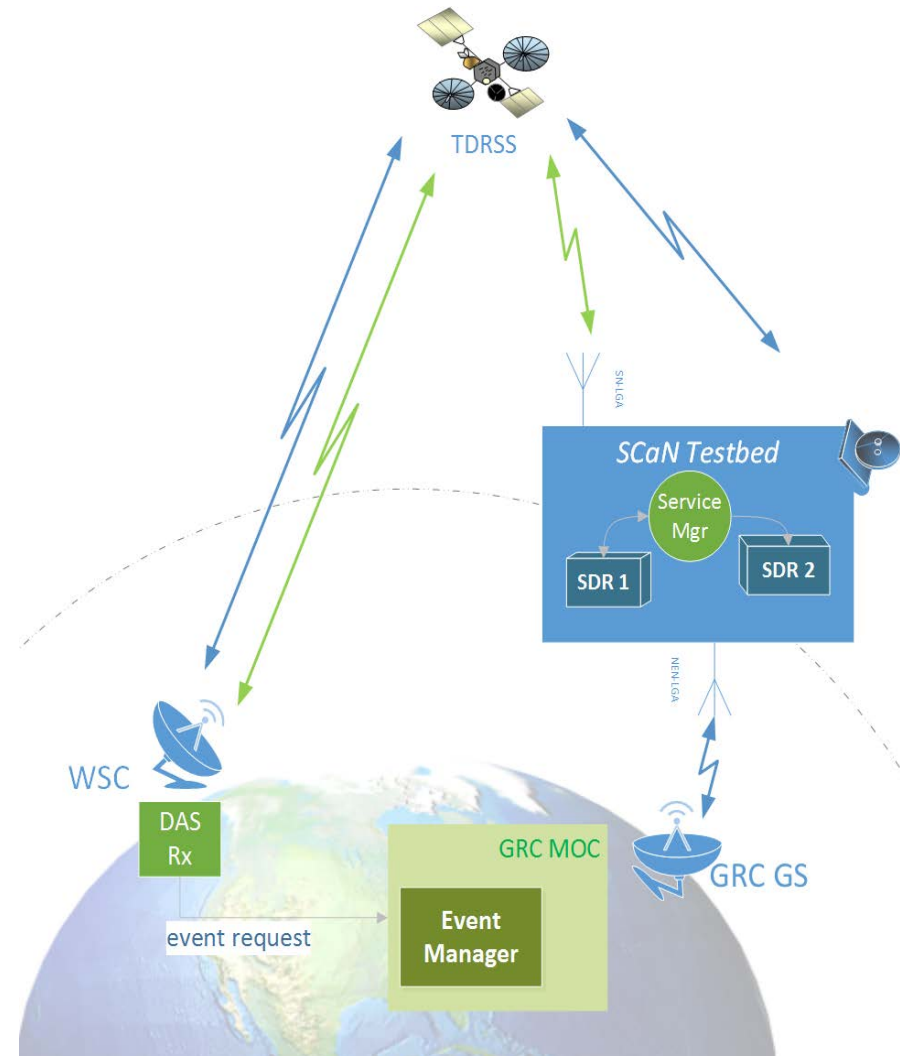 TDRSS
SN-LGA
SCaN Testbed
Service
Mgr
SDR 1
SDR 2
NEN-LGA
WSC
DAS
Rx
GRC MOC
GRC GS
event request
Event
Manager